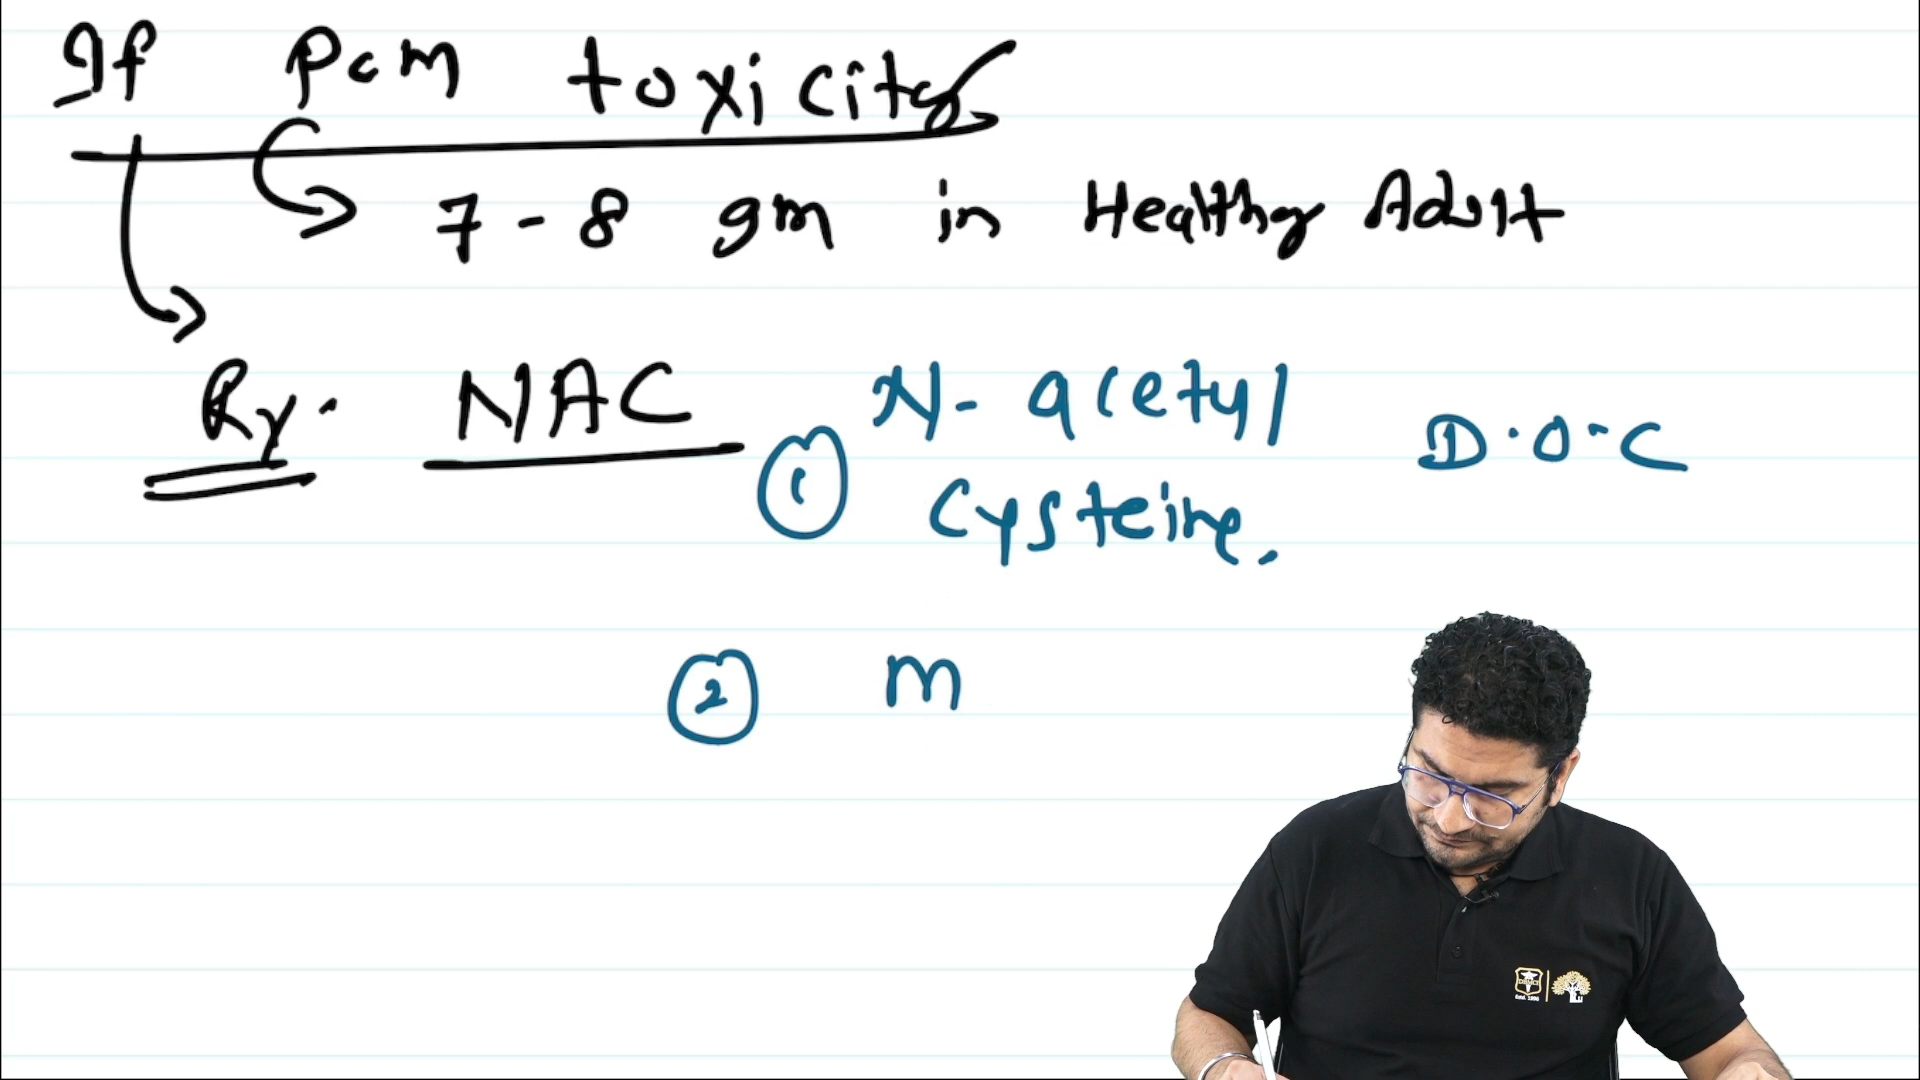 If Pcm toxicity
7-8 gm in Healthy Adult
Rx. NAC
N-acetyl D.O.C
① Cysteine.
② m